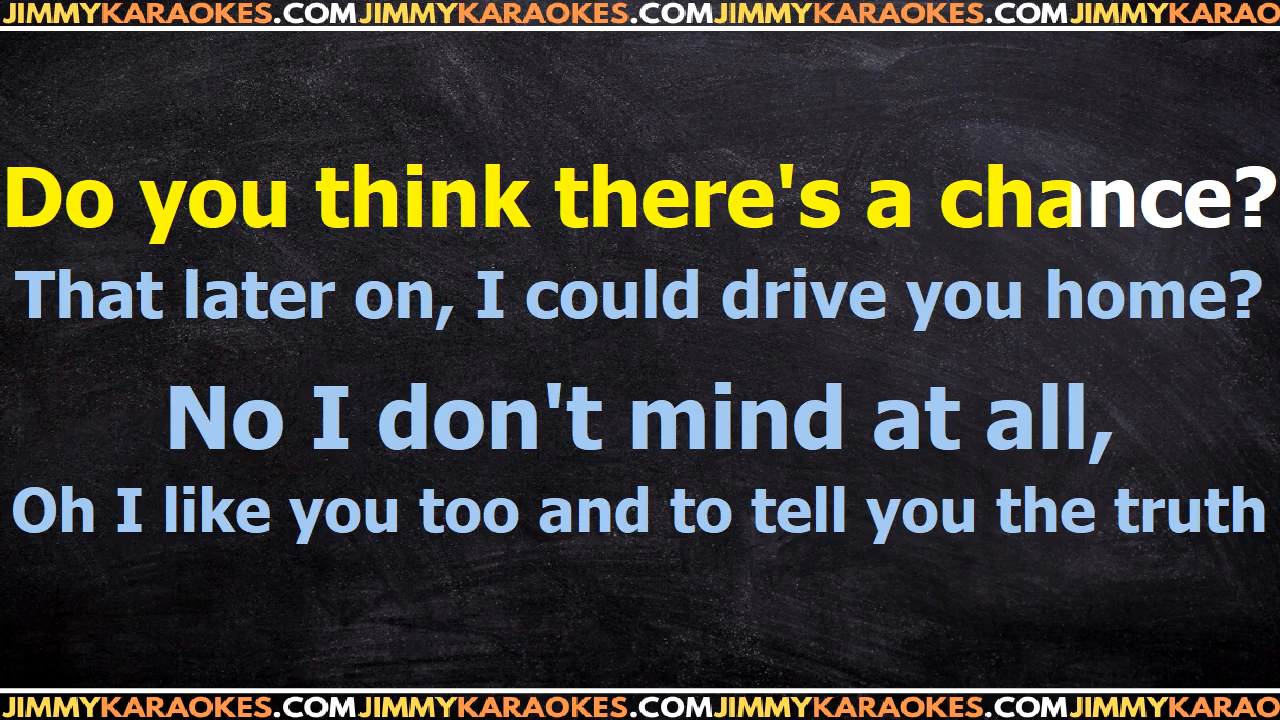 JIMMYKARAOKES.COMJIMMYKARAOKES.COMJIMMYKARAOKES.COMJIMMYKARAO
Do you think there's a chance?
That later on, I could drive you home?
No I don't mind at all,
Oh I like you too and to tell you the truth
JIMMYKARAOKES.COMJIMMYKARAOKES.COMJIMMYKARAOKES.COMJIMMYKARAO